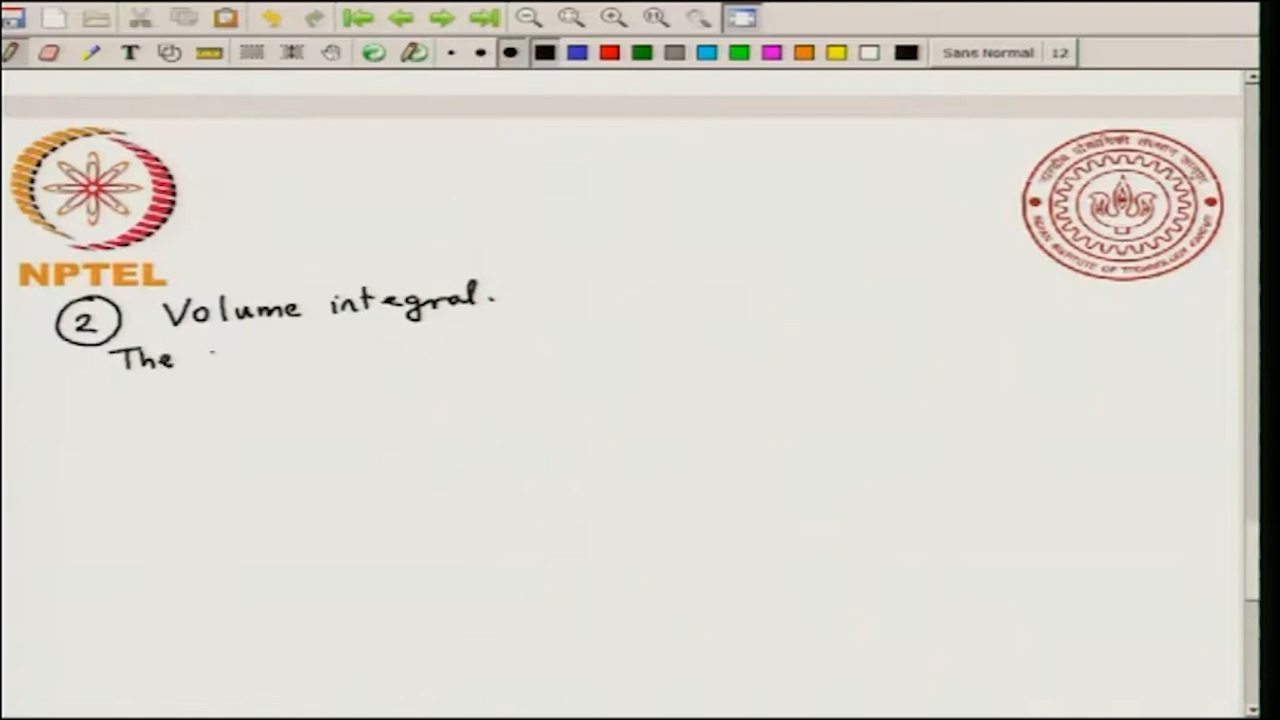 Sans Normal 12
NPTEL
② Volume integral.
The